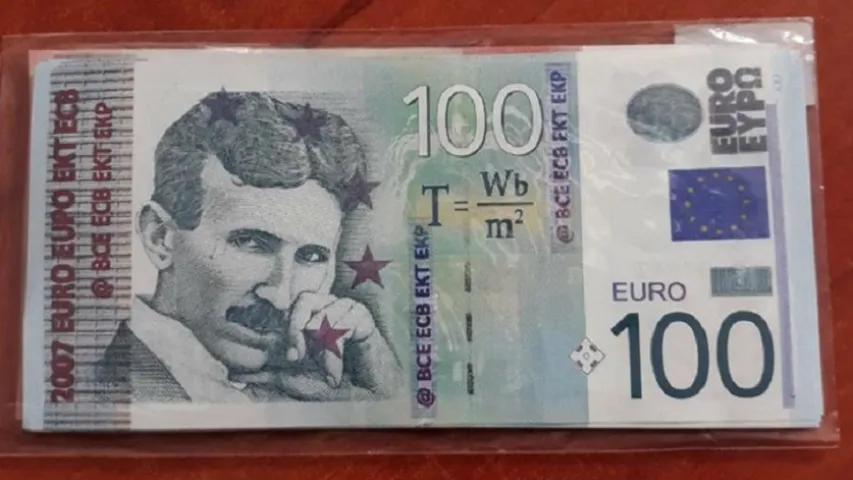 2007 EURO EUPO EKT ECB
@ BCE ECB EKT EKP
100
T = Wb
m²
@ BCE ECB EKT EKP
@ BCE ECB EKT EKP
EURO
EYPΩ
EURO
100